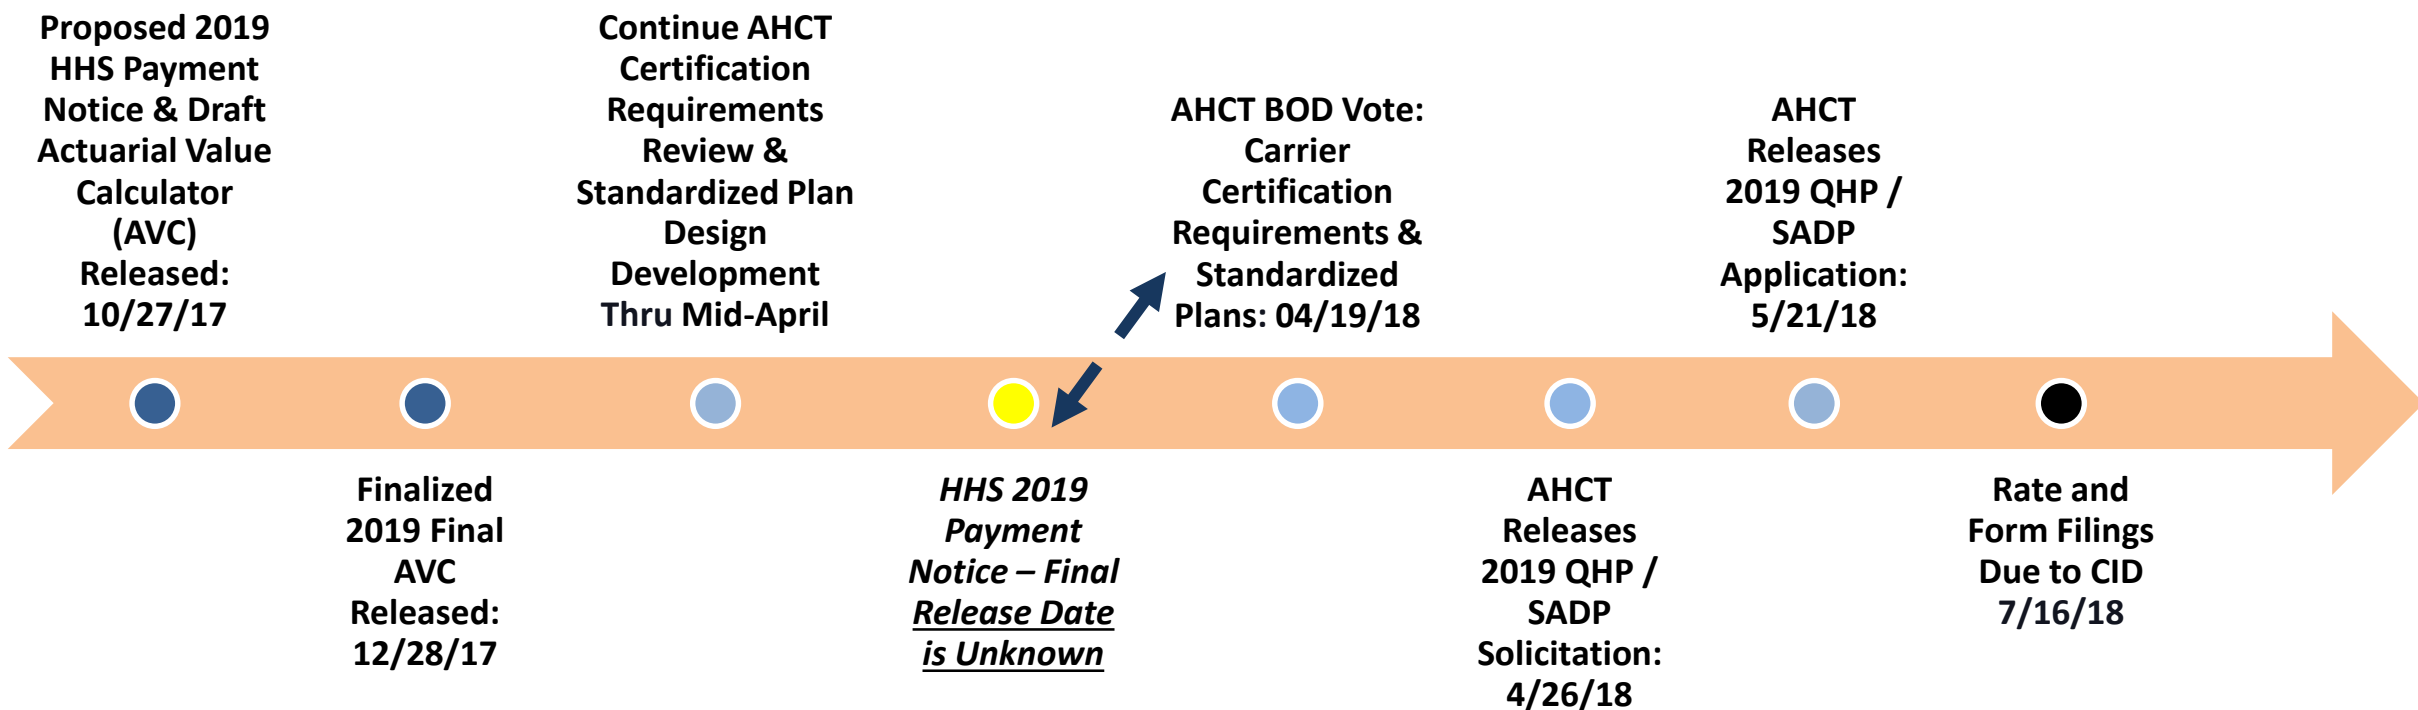 Proposed 2019
HHS Payment
Notice & Draft
Actuarial Value
Calculator
(AVC)
Released:
10/27/17
Finalized
2019 Final
AVC
Released:
12/28/17
Continue AHCT
Certification
Requirements
Review &
Standardized Plan
Design
Development
Thru Mid-April
HHS 2019
Payment
Notice – Final
Release Date
is Unknown
AHCT BOD Vote:
Carrier
Certification
Requirements &
Standardized
Plans: 04/19/18
AHCT
Releases
2019 QHP /
SADP
Solicitation:
4/26/18
AHCT
Releases
2019 QHP /
SADP
Application:
5/21/18
Rate and
Form Filings
Due to CID
7/16/18